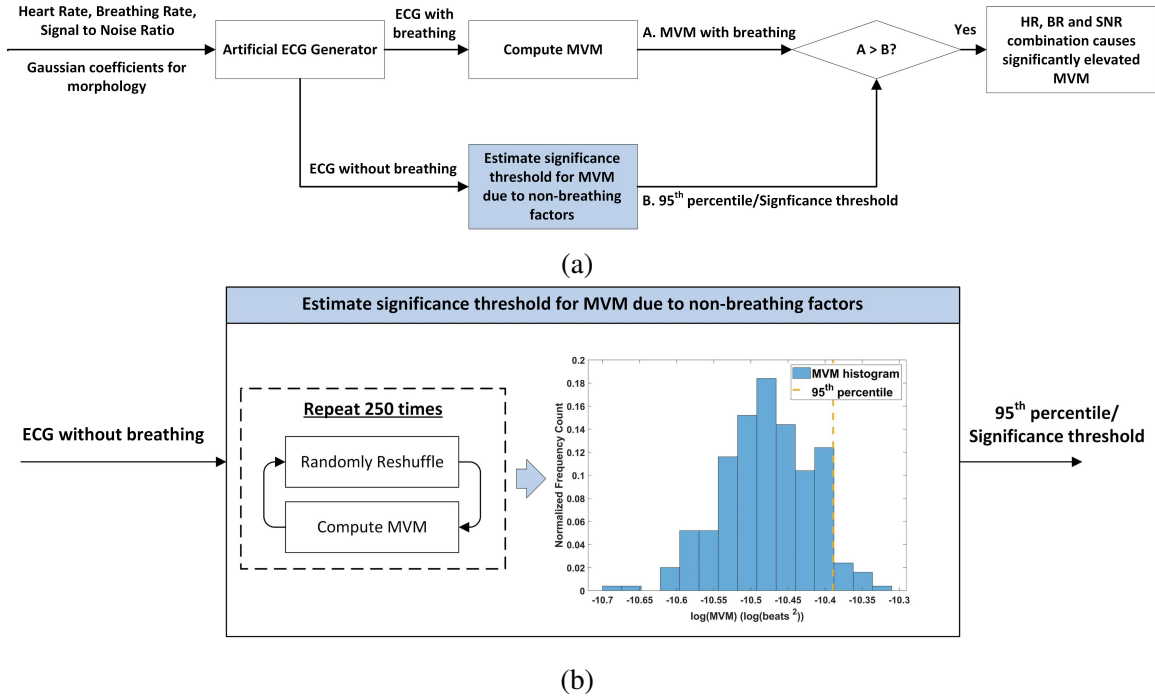 Heart Rate, Breathing Rate,
Signal to Noise Ratio
Gaussian coefficients for
morphology
Artificial ECG Generator
ECG with
breathing
Compute MVM
A. MVM with breathing
A > B?
Yes
HR, BR and SNR
combination causes
significantly elevated
MVM
ECG without breathing
Estimate significance
threshold for MVM
due to non-breathing
factors
B. 95th percentile/Signficance threshold
(a)
Estimate significance threshold for MVM due to non-breathing factors
ECG without breathing
Repeat 250 times
Randomly Reshuffle
Compute MVM
Normalized Frequency Count
0.2
0.18
0.16
0.14
0.12
0.1
0.08
0.06
0.04
0.02
0
MVM histogram
95th percentile
-10.7
-10.65
-10.6
-10.55
-10.5
-10.45
-10.4
-10.35
-10.3
log(MVM) (log(beats 2))
95th percentile/
Significance threshold
(b)